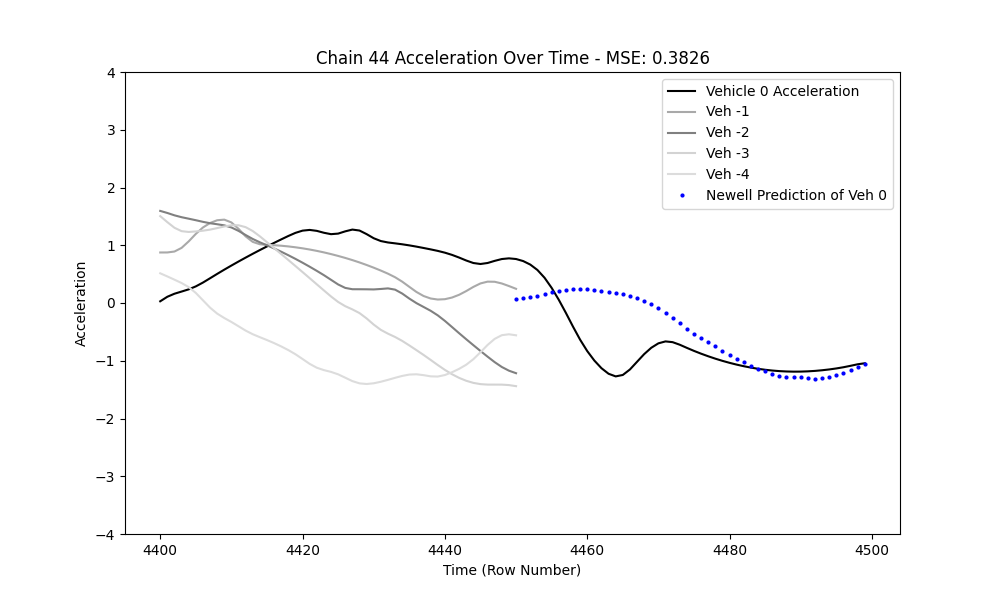 Chain 44 Acceleration Over Time - MSE: 0.3826
Vehicle 0 Acceleration
Veh -1
Veh -2
Veh -3
Veh -4
Newell Prediction of Veh 0
Acceleration
4
3
2
1
0
−1
−2
−3
−4
4400
4420
4440
4460
4480
4500
Time (Row Number)